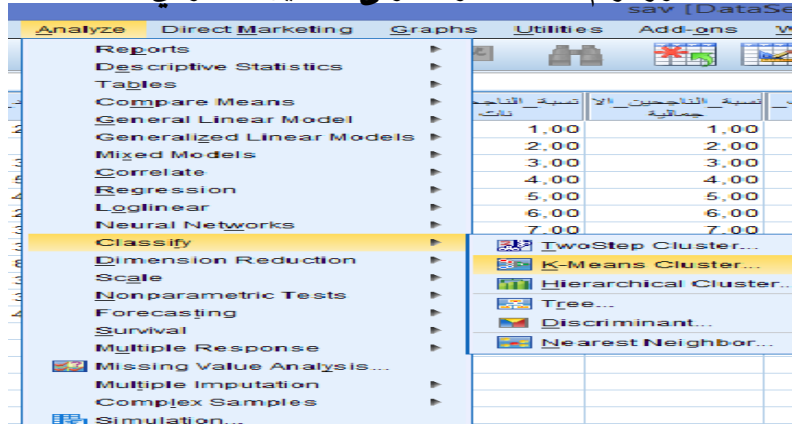 sav [DataSe
Analyze Direct Marketing Graphs Utilities Add-ons W
Reports
Descriptive Statistics
Tables
Compare Means
General Linear Model
Generalized Linear Models
Mixed Models
Correlate
Regression
Loglinear
Neural Networks
Classify
Dimension Reduction
Scale
Nonparametric Tests
Forecasting
Survival
Multiple Response
Missing Value Analysis...
Multiple Imputation
Complex Samples
Simulation...
TwoStep Cluster...
K-Means Cluster...
Hierarchical Cluster...
Tree...
Discriminant...
Nearest Neighbor...
نسبة_الناجحين_الا
جمالية
ناث
1,00 1,00
2,00 2,00
3,00 3,00
4,00 4,00
5,00 5,00
6,00 6,00
7,00 7,00